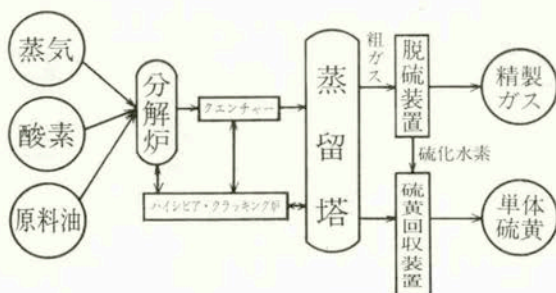 蒸気
酸素
原料油
分解炉
クエンチャー
ハイシビア・クラッキング炉
蒸留塔
粗ガス
脱硫装置
硫化水素
硫黄回収装置
精製
ガス
単体
硫黄